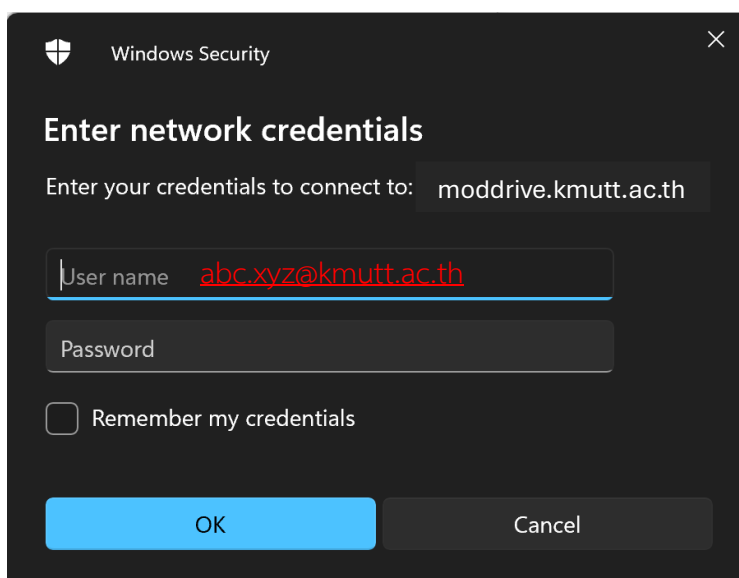 Windows Security
Enter network credentials
Enter your credentials to connect to: moddrive.kmutt.ac.th
User name abc.xyz@kmutt.ac.th
Password
Remember my credentials
OK Cancel